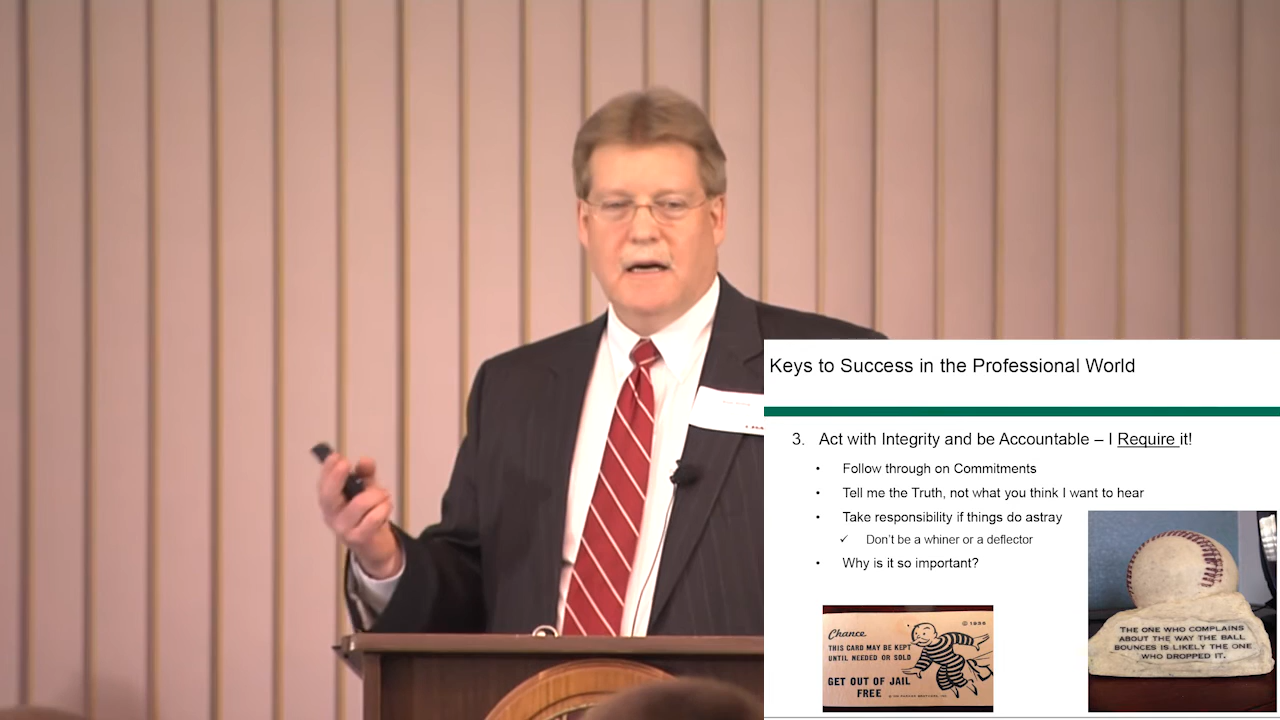 Keys to Success in the Professional World
3. Act with Integrity and be Accountable – I Require it!
• Follow through on Commitments
• Tell me the Truth, not what you think I want to hear
• Take responsibility if things do astray
✓ Don't be a whiner or a deflector
• Why is it so important?
Chance
© 1936
THIS CARD MAY BE KEPT
UNTIL NEEDED OR SOLD
GET OUT OF JAIL
FREE
THE ONE WHO COMPLAINS
ABOUT THE WAY THE BALL
BOUNCES IS LIKELY THE ONE
WHO DROPPED IT.